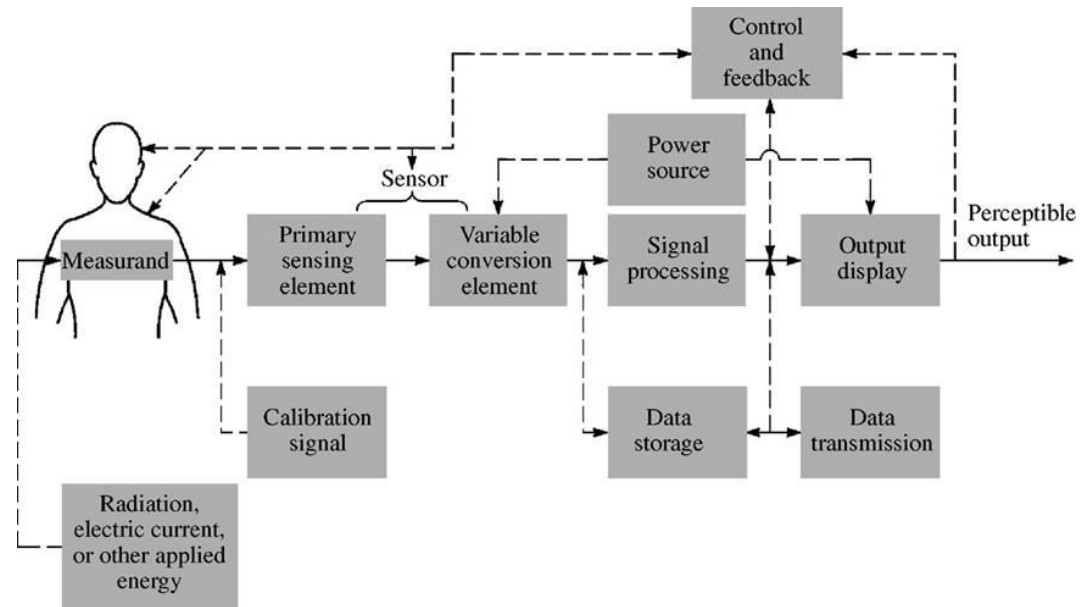 Control
and
feedback
Power
source
Sensor
Perceptible
output
Measurand
Primary
sensing
element
Variable
conversion
element
Signal
processing
Output
display
Calibration
signal
Data
storage
Data
transmission
Radiation,
electric current,
or other applied
energy